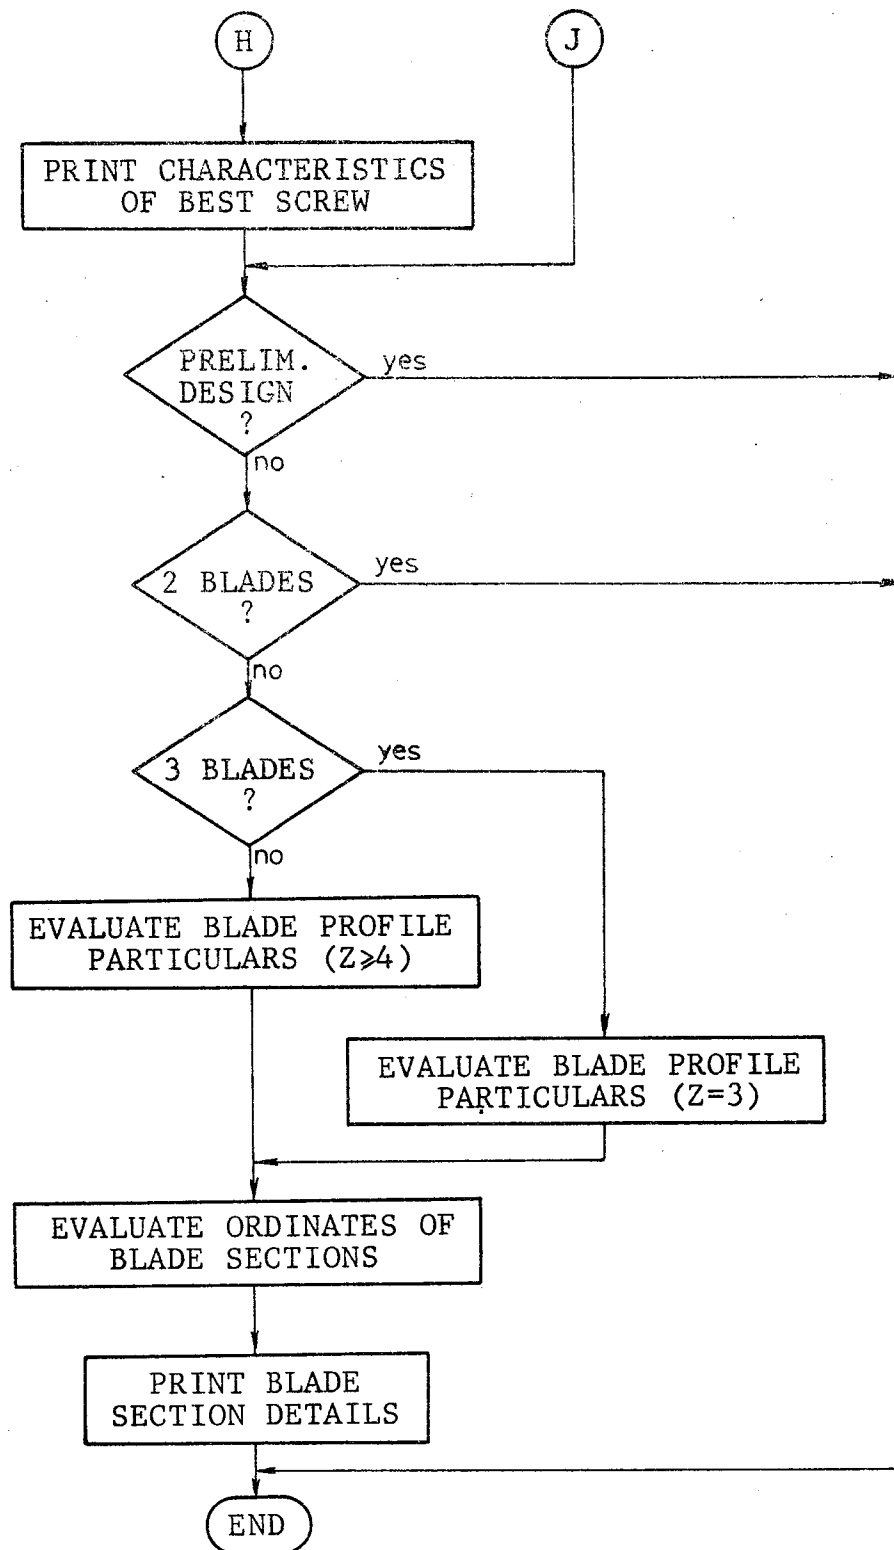 H
J
PRINT CHARACTERISTICS
OF BEST SCREW
PRELIM.
DESIGN
?
yes
no
2 BLADES
?
yes
no
3 BLADES
?
yes
no
EVALUATE BLADE PROFILE
PARTICULARS (Z⩾4)
EVALUATE BLADE PROFILE
PARTICULARS (Z=3)
EVALUATE ORDINATES OF
BLADE SECTIONS
PRINT BLADE
SECTION DETAILS
END